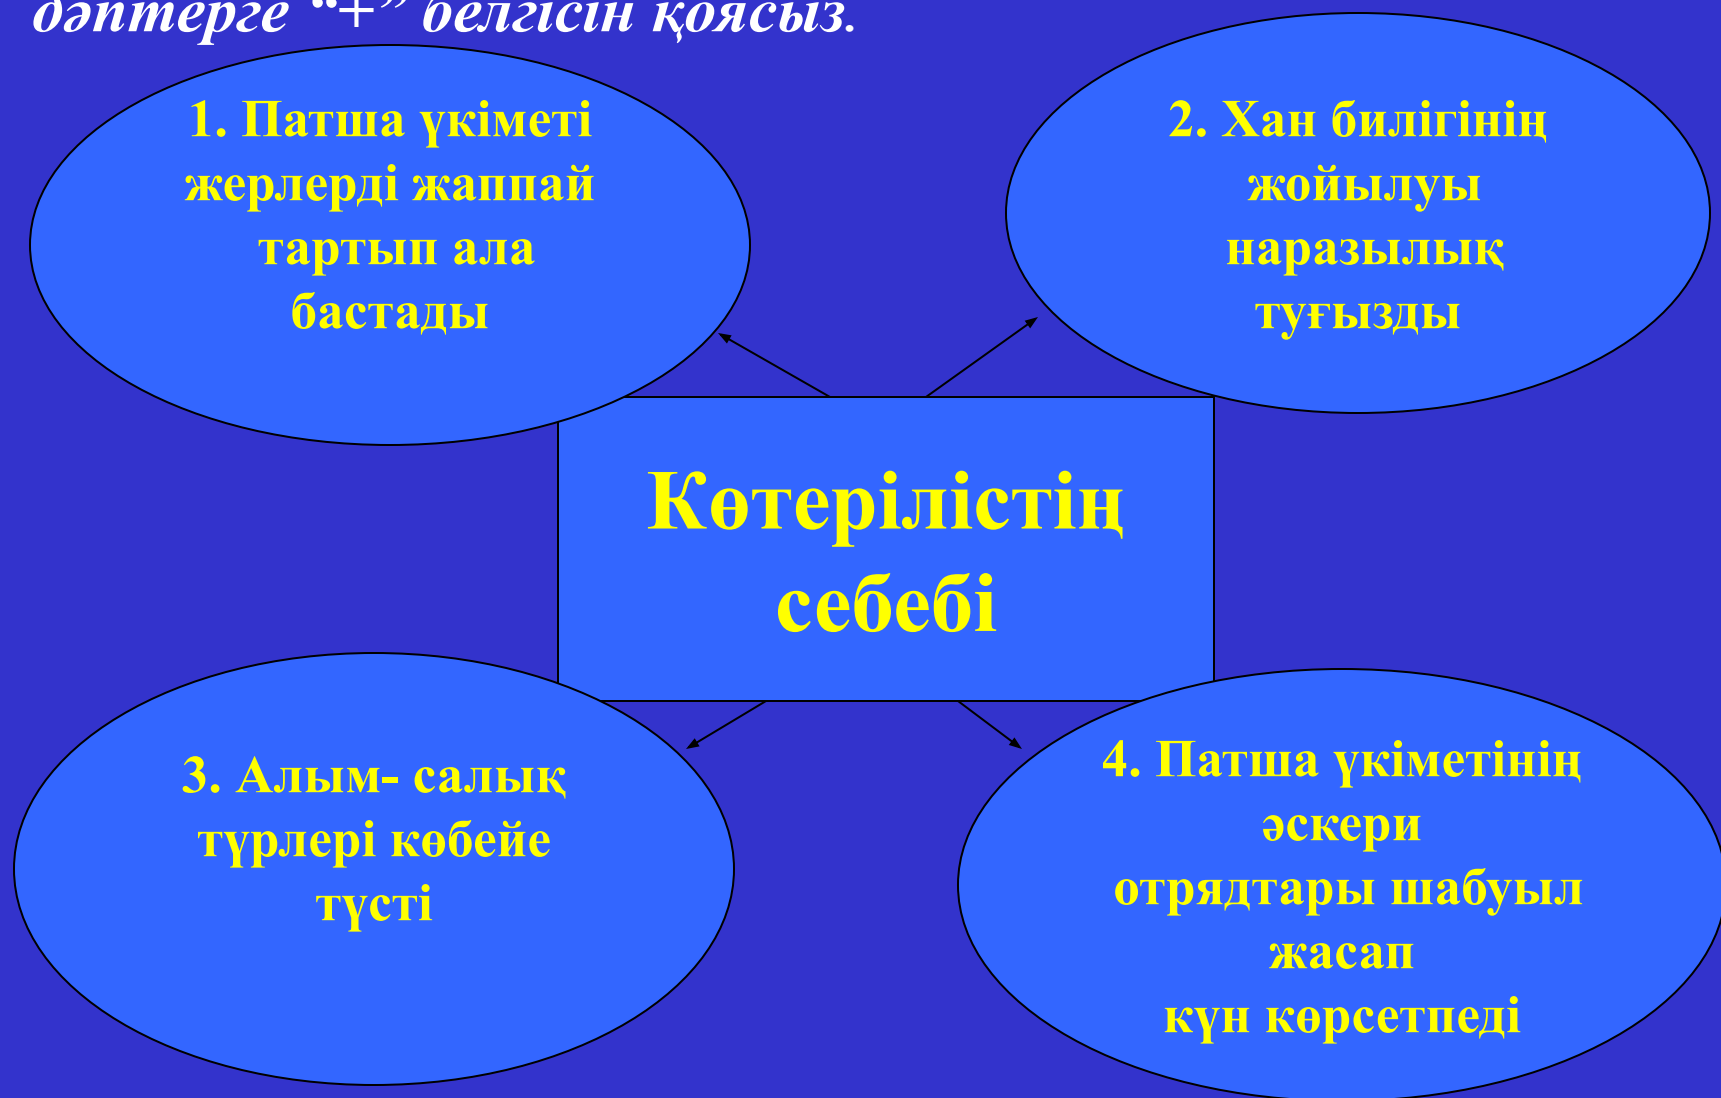 дәптерге “+” белгісін қоясыз.
1. Патша үкіметі
жерлерді жаппай
тартып ала
бастады
2. Хан билігінің
жойылуы
наразылық
туғызды
Көтерілістің
себебі
3. Алым- салық
түрлері көбейе
түсті
4. Патша үкіметінің
әскери
отрядтары шабуыл
жасап
күн көрсетпеді